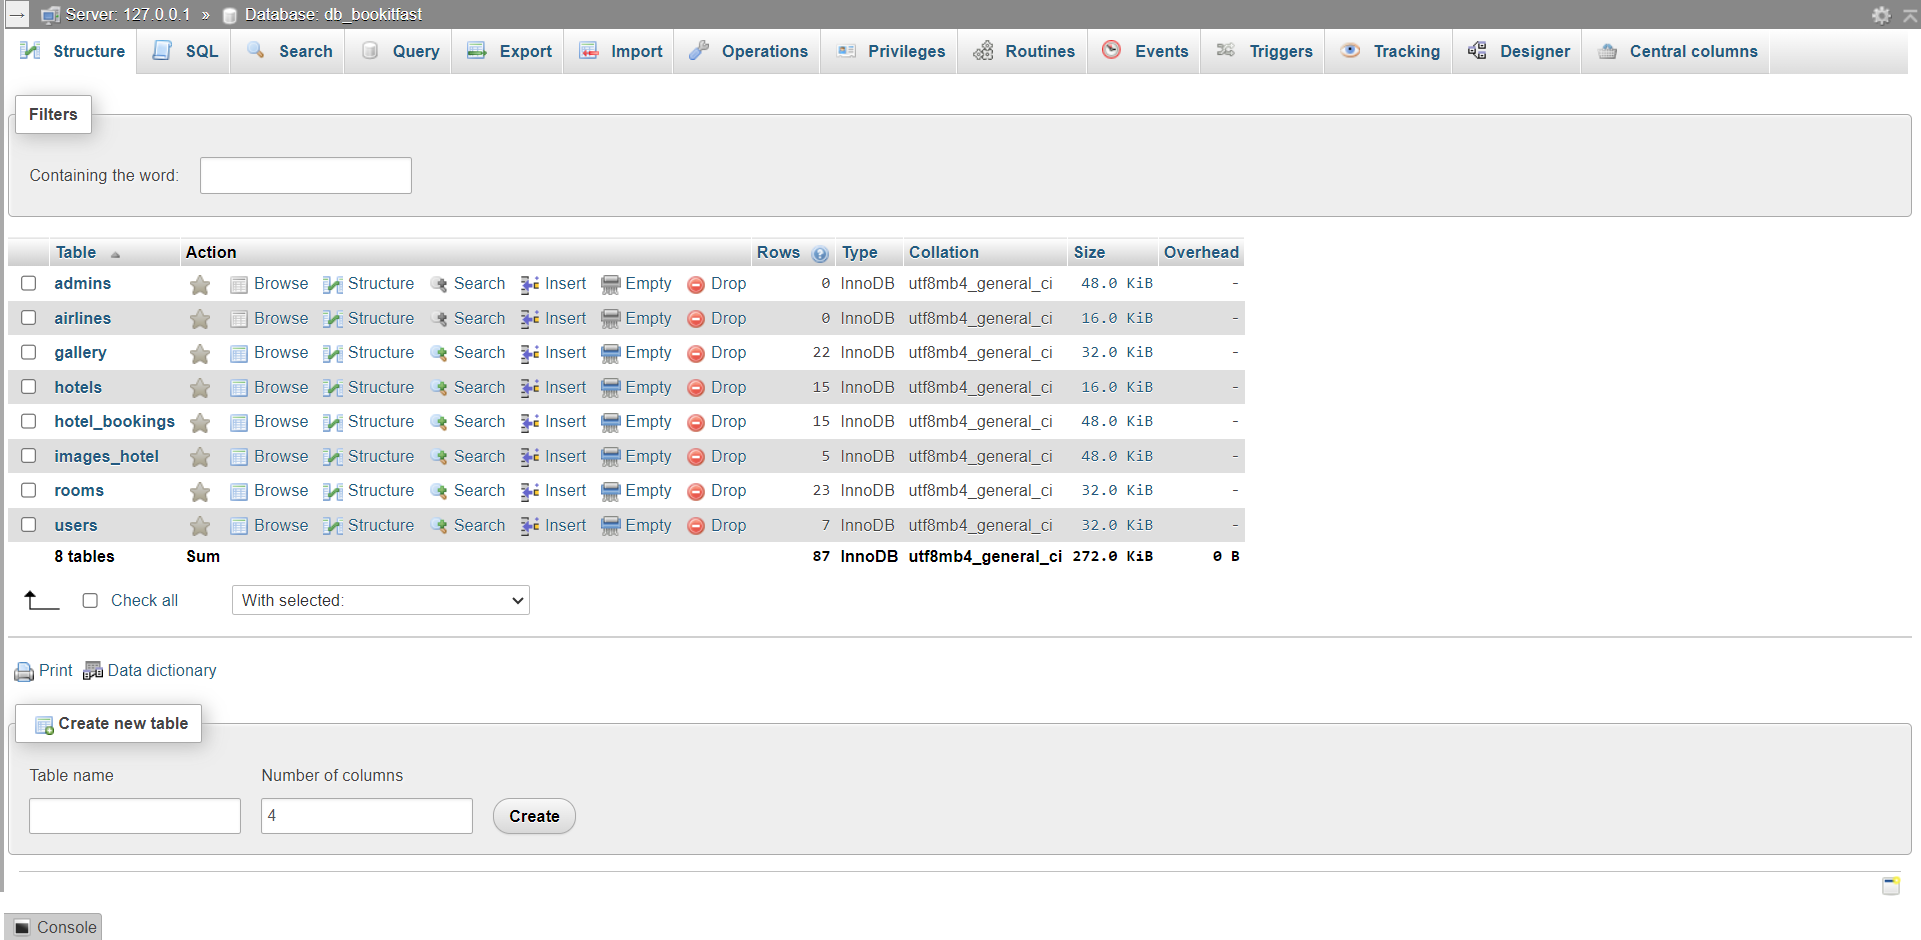 Server: 127.0.0.1 » Database: db_bookitfast
Structure SQL Search Query Export Import Operations Privileges Routines Events Triggers Tracking Designer Central columns
Filters
Containing the word:
Table Action Rows Type Collation Size Overhead
admins Browse Structure Search Insert Empty Drop 0 InnoDB utf8mb4_general_ci 48.0 KiB -
airlines Browse Structure Search Insert Empty Drop 0 InnoDB utf8mb4_general_ci 16.0 KiB -
gallery Browse Structure Search Insert Empty Drop 22 InnoDB utf8mb4_general_ci 32.0 KiB -
hotels Browse Structure Search Insert Empty Drop 15 InnoDB utf8mb4_general_ci 16.0 KiB -
hotel_bookings Browse Structure Search Insert Empty Drop 15 InnoDB utf8mb4_general_ci 48.0 KiB -
images_hotel Browse Structure Search Insert Empty Drop 5 InnoDB utf8mb4_general_ci 48.0 KiB -
rooms Browse Structure Search Insert Empty Drop 23 InnoDB utf8mb4_general_ci 32.0 KiB -
users Browse Structure Search Insert Empty Drop 7 InnoDB utf8mb4_general_ci 32.0 KiB -
8 tables Sum 87 InnoDB utf8mb4_general_ci 272.0 KiB 0 B
Check all With selected:
Print Data dictionary
Create new table
Table name Number of columns
4 Create
Console